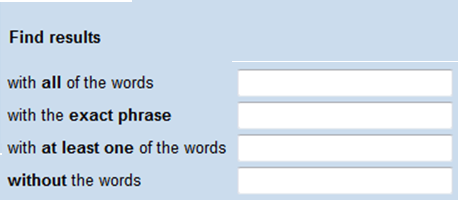 Find results
with all of the words
with the exact phrase
with at least one of the words
without the words